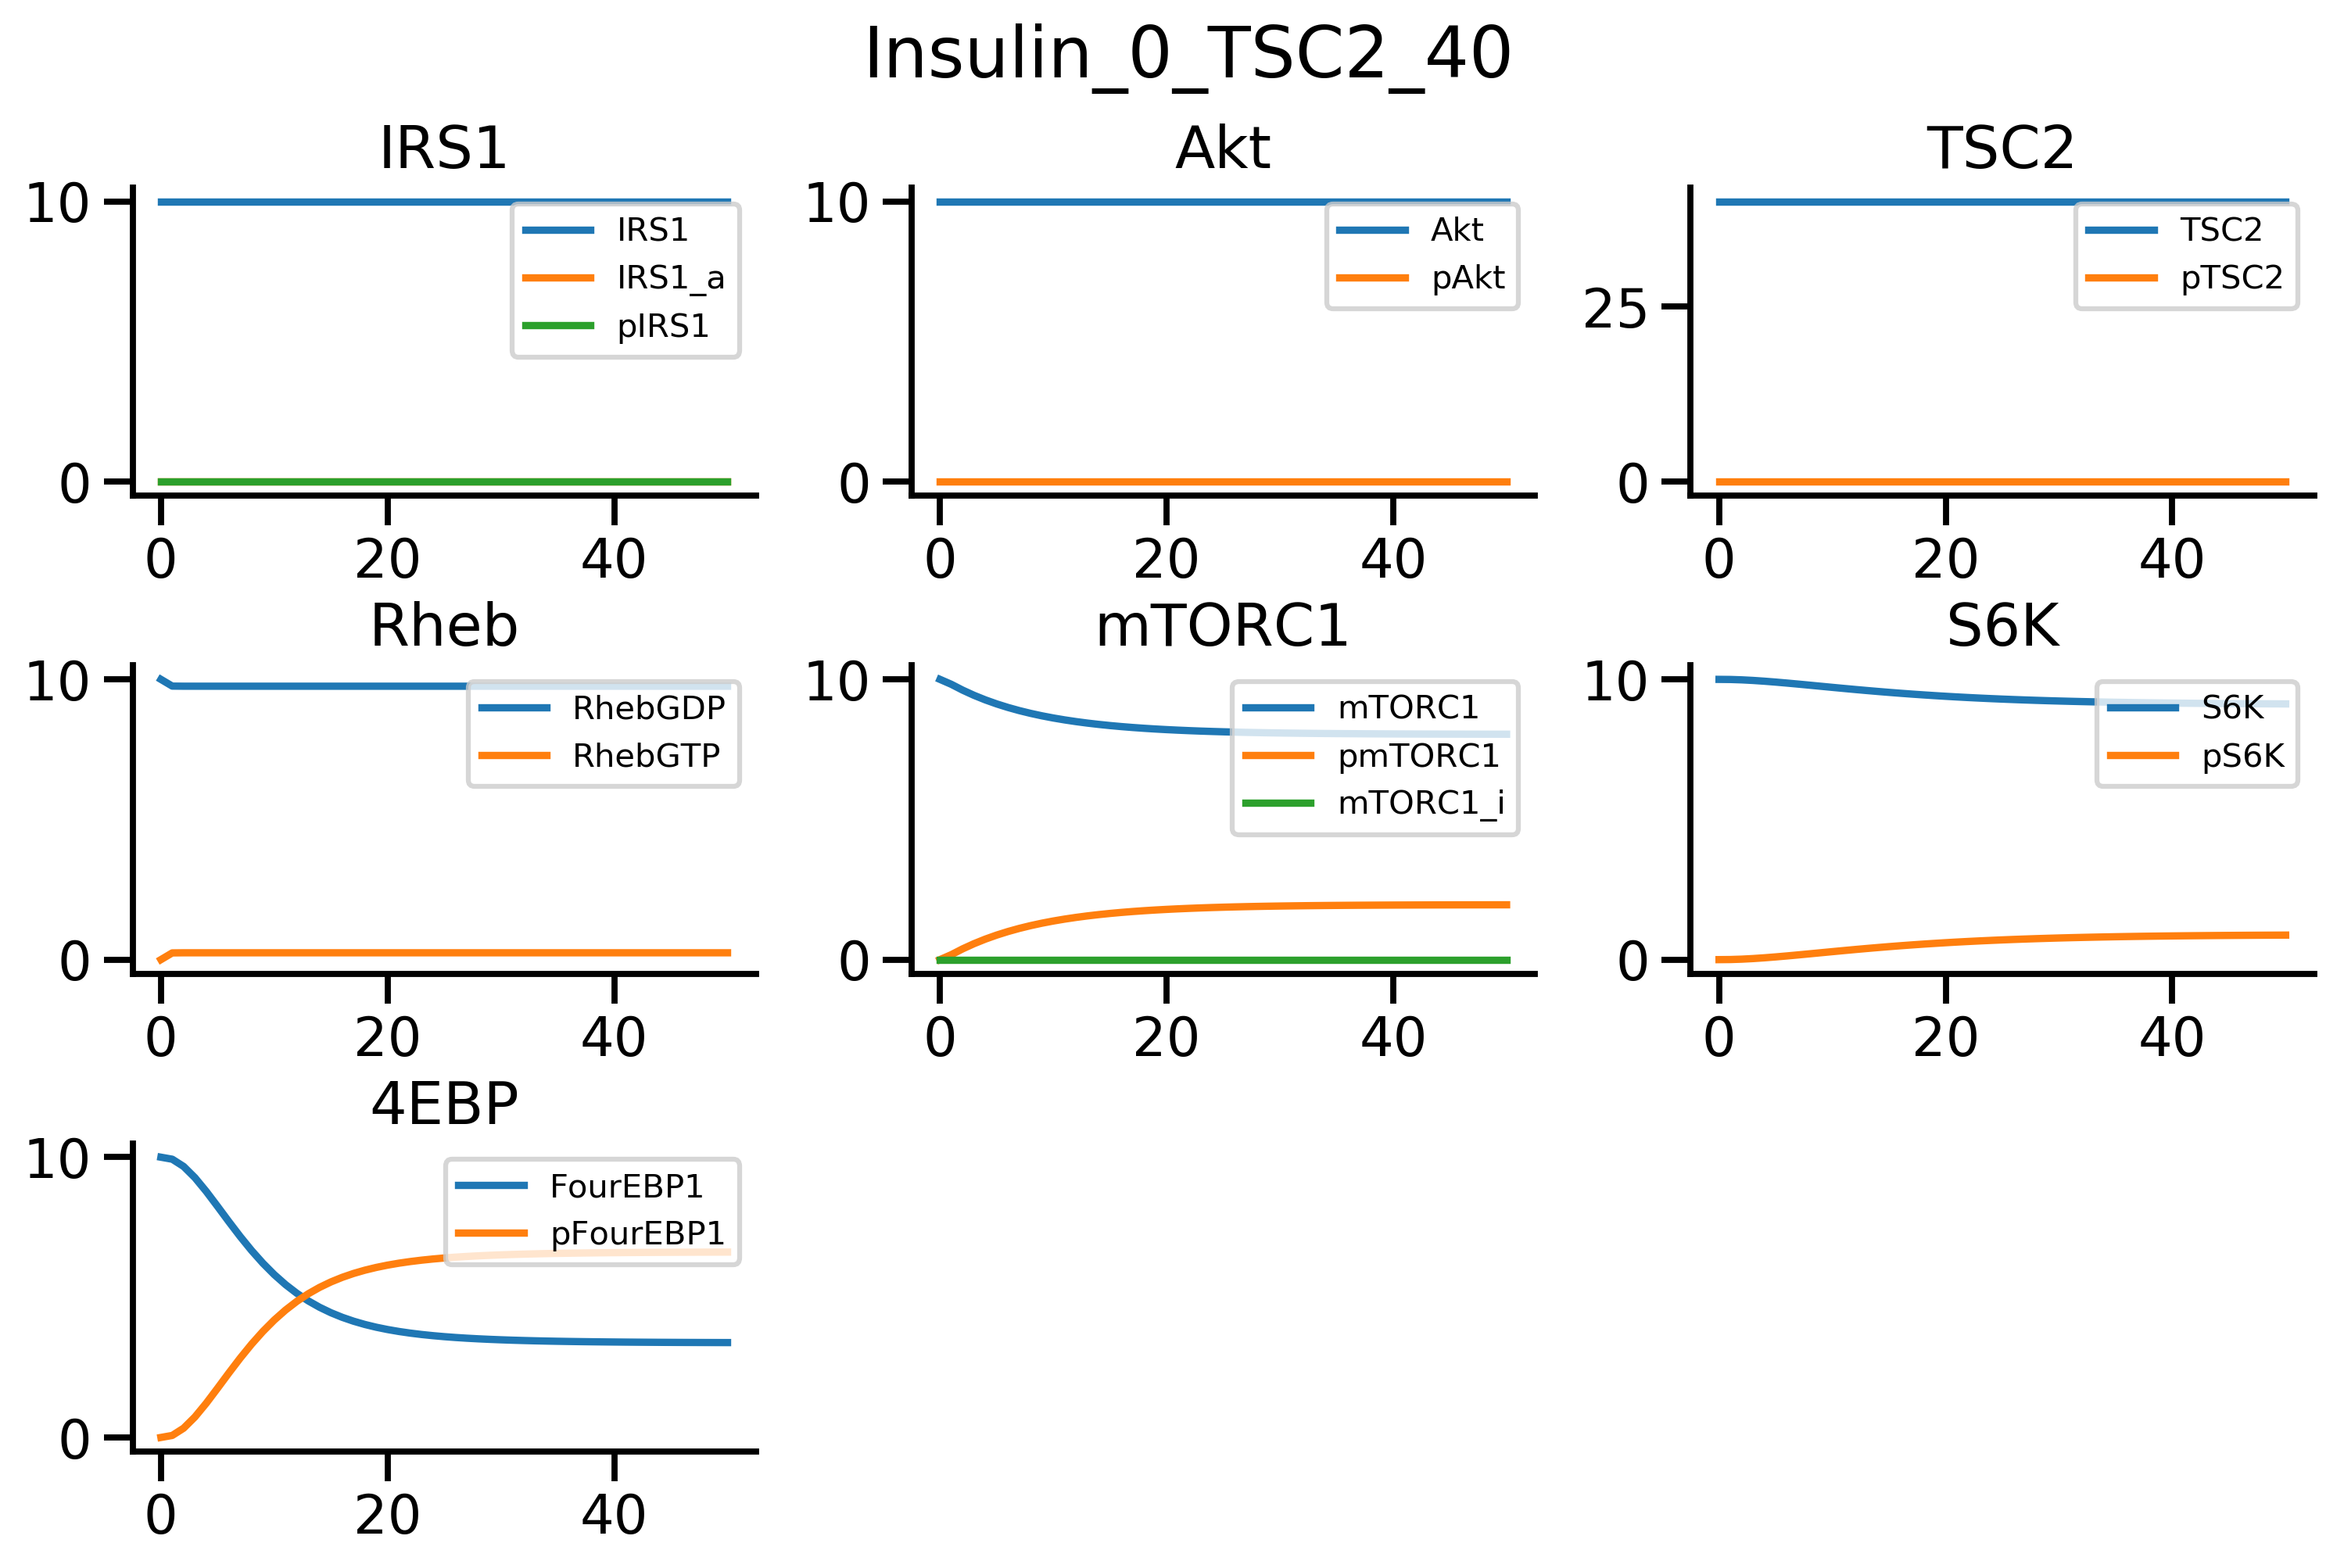 Insulin_0_TSC2_40
IRS1
10
0
0 20 40
IRS1
IRS1_a
pIRS1
Akt
10
0
0 20 40
Akt
pAkt
TSC2
25
0
0 20 40
TSC2
pTSC2
Rheb
10
0
0 20 40
RhebGDP
RhebGTP
mTORC1
10
0
0 20 40
mTORC1
pmTORC1
mTORC1_i
S6K
10
0
0 20 40
S6K
pS6K
4EBP
10
0
0 20 40
FourEBP1
pFourEBP1